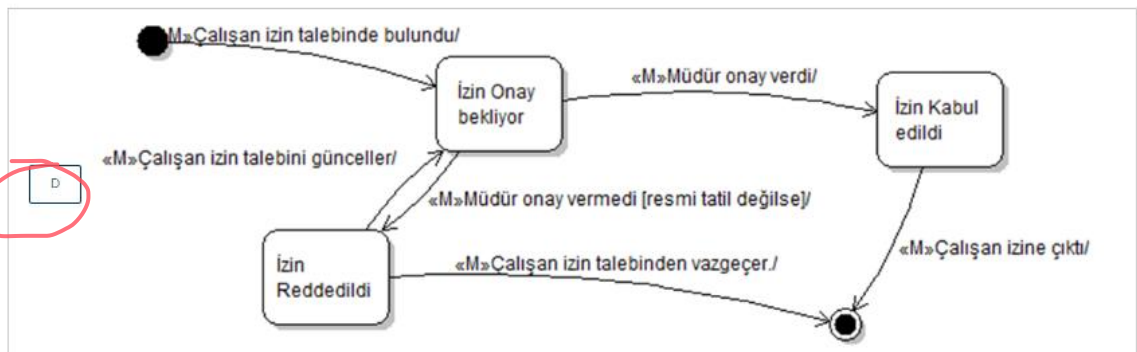 «M»Çalışan izin talebinde bulundu/
İzin Onay
bekliyor
«M»Müdür onay verdi/
İzin Kabul
edildi
«M»Çalışan izin talebini günceller/
D
«M»Müdür onay vermedi [resmi tatil değilse]/
«M»Çalışan izine çıktı/
İzin
Reddedildi
«M»Çalışan izin talebinden vazgeçer./